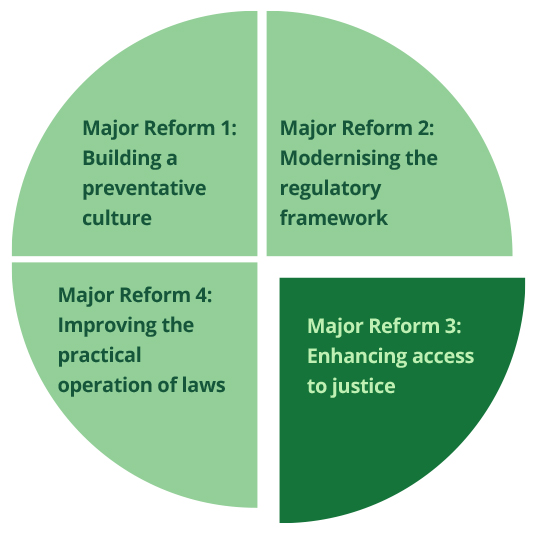 Major Reform 1:
Building a
preventative
culture
Major Reform 2:
Modernising the
regulatory
framework
Major Reform 4:
Improving the
practical
operation of laws
Major Reform 3:
Enhancing access
to justice